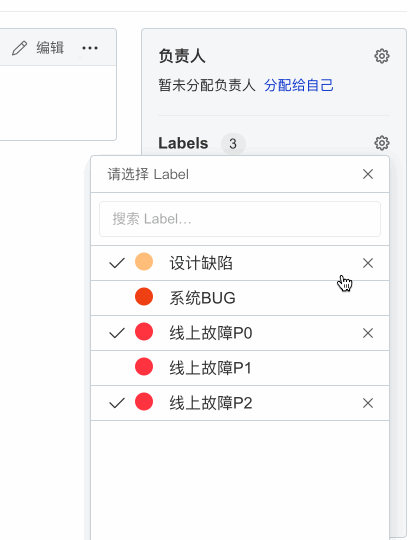 编辑
负责人
暂未分配负责人 分配给自己
Labels 3
请选择 Label
搜索 Label...
设计缺陷
系统BUG
线上故障P0
线上故障P1
线上故障P2